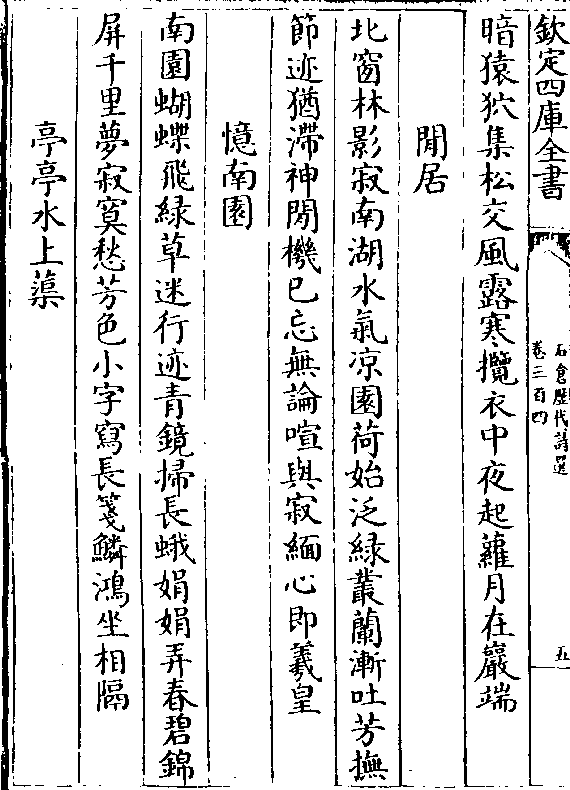 欽定四庫全書
石倉歷代詩選
卷三百四
五
暗猿狖集松交風露寒攬衣中夜起蘿月在巖端
閒居
北窗林影寂南湖水氣凉園荷始泛緑叢蘭漸吐芳撫
節迹猶滯神閒機已忘無論喧與寂緬心即羲皇
憶南園
南園蝴蝶飛緑草迷行迹青鏡掃長蛾娟娟弄春碧錦
屏千里夢寂寞愁芳色小字寫長箋鱗鴻坐相隔
亭亭水上蕖